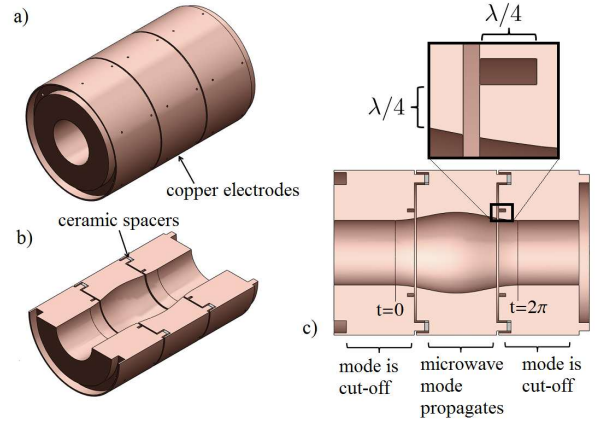 a)
copper electrodes
ceramic spacers
b)
λ/4
λ/4
t=0
t=2π
c)
mode is
cut-off
microwave
mode
propagates
mode is
cut-off